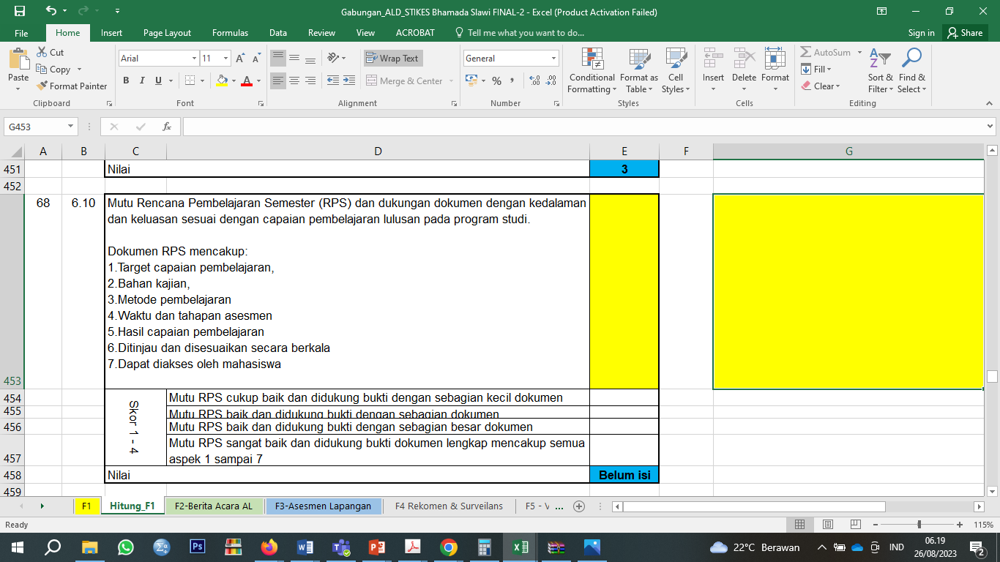 Gabungan_ALD_STIKES Bhamada Slawi FINAL-2 - Excel (Product Activation Failed)
File Home Insert Page Layout Formulas Data Review View ACROBAT Tell me what you want to do... Sign in Share
Paste Cut Copy Format Painter Clipboard
Arial 11 B I U A A A Font
Wrap Text Merge & Center Alignment
General % , .0 .00 .00 .0 Number
Conditional Formatting Format as Table Cell Styles Styles
Insert Delete Format Cells
AutoSum Fill Clear Sort & Filter Find & Select Editing
G453 fx
A B C D E F G
451 Nilai 3
452
453 68 6.10 Mutu Rencana Pembelajaran Semester (RPS) dan dukungan dokumen dengan kedalaman
dan keluasan sesuai dengan capaian pembelajaran lulusan pada program studi.
Dokumen RPS mencakup:
1.Target capaian pembelajaran,
2.Bahan kajian,
3.Metode pembelajaran
4.Waktu dan tahapan asesmen
5.Hasil capaian pembelajaran
6.Ditinjau dan disesuaikan secara berkala
7.Dapat diakses oleh mahasiswa
Skor 1 - 4
454 Mutu RPS cukup baik dan didukung bukti dengan sebagian kecil dokumen
455 Mutu RPS baik dan didukung bukti dengan sebagian dokumen
456 Mutu RPS baik dan didukung bukti dengan sebagian besar dokumen
457 Mutu RPS sangat baik dan didukung bukti dokumen lengkap mencakup semua
aspek 1 sampai 7
458 Nilai Belum isi
459
F1 Hitung_F1 F2-Berita Acara AL F3-Asesmen Lapangan F4 Rekomen & Surveilans F5 - V ...
Ready 115%
22°C Berawan IND 06.19
26/08/2023 2